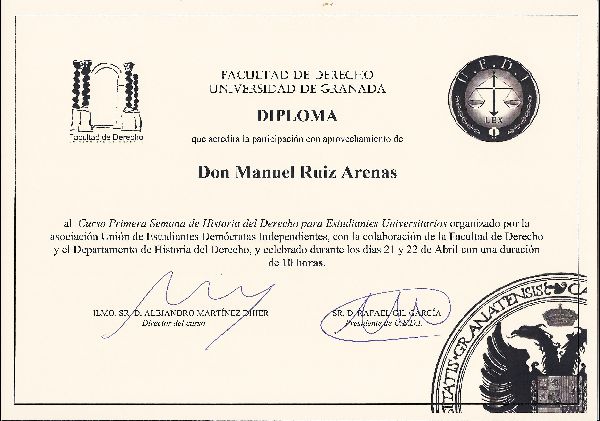 FACULTAD DE DERECHO
UNIVERSIDAD DE GRANADA
DIPLOMA
que acredita la participación con aprovechamiento de
Facultad de Derecho
U.E.D.I
LEX
Don Manuel Ruiz Arenas
al Curso Primera Semana de Historia del Derecho para Estudiantes Universitarios organizado por la
asociación Unión de Estudiantes Demócratas Independientes, con la colaboración de la Facultad de Derecho
y el Departamento de Historia del Derecho, y celebrado durante los días 21 y 22 de Abril con una duración
de 10 horas.
ILMO. SR. D. ALEJANDRO MARTÍNEZ DHIER
Director del curso
SR. D. RAFAEL GIL GARCÍA
Presidente de U.E.D.I.
SITATIS·GRANATENSIS